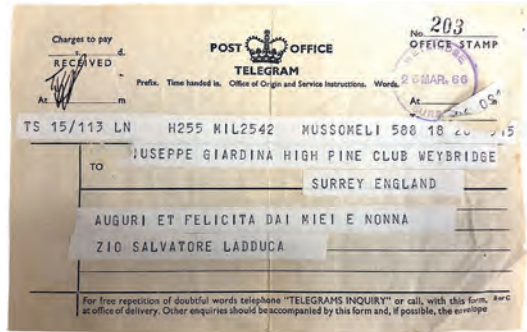 Charges to pay
s. d.
RECEIVED
At m
POST OFFICE
TELEGRAM
Prefix. Time handed in. Office of Origin and Service Instructions. Words.
No. 203
OFFICE STAMP
26 MAR. 66
At
TS 15/113 LN H255 MIL2542 MUSSOMELI 588 18 26
TO
IUSEPPE GIARDINA HIGH PINE CLUB WEYBRIDGE
SURREY ENGLAND
AUGURI ET FELICITA DAI MIEI E NONNA
ZIO SALVATORE LADDUCA
For free repetition of doubtful words telephone "TELEGRAMS INQUIRY" or call, with this form, B or C
at office of delivery. Other enquiries should be accompanied by this form and, if possible, the envelope